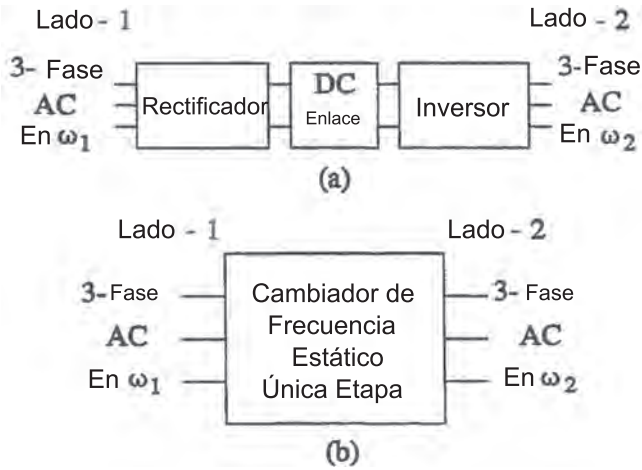 Lado - 1 Lado - 2
3- Fase DC 3-Fase
AC Rectificador Enlace Inversor AC
En ω₁ En ω₂
(a)
Lado - 1 Lado - 2
3- Fase Cambiador de 3- Fase
Frecuencia
AC Estático AC
En ω₁ Única Etapa En ω₂
(b)